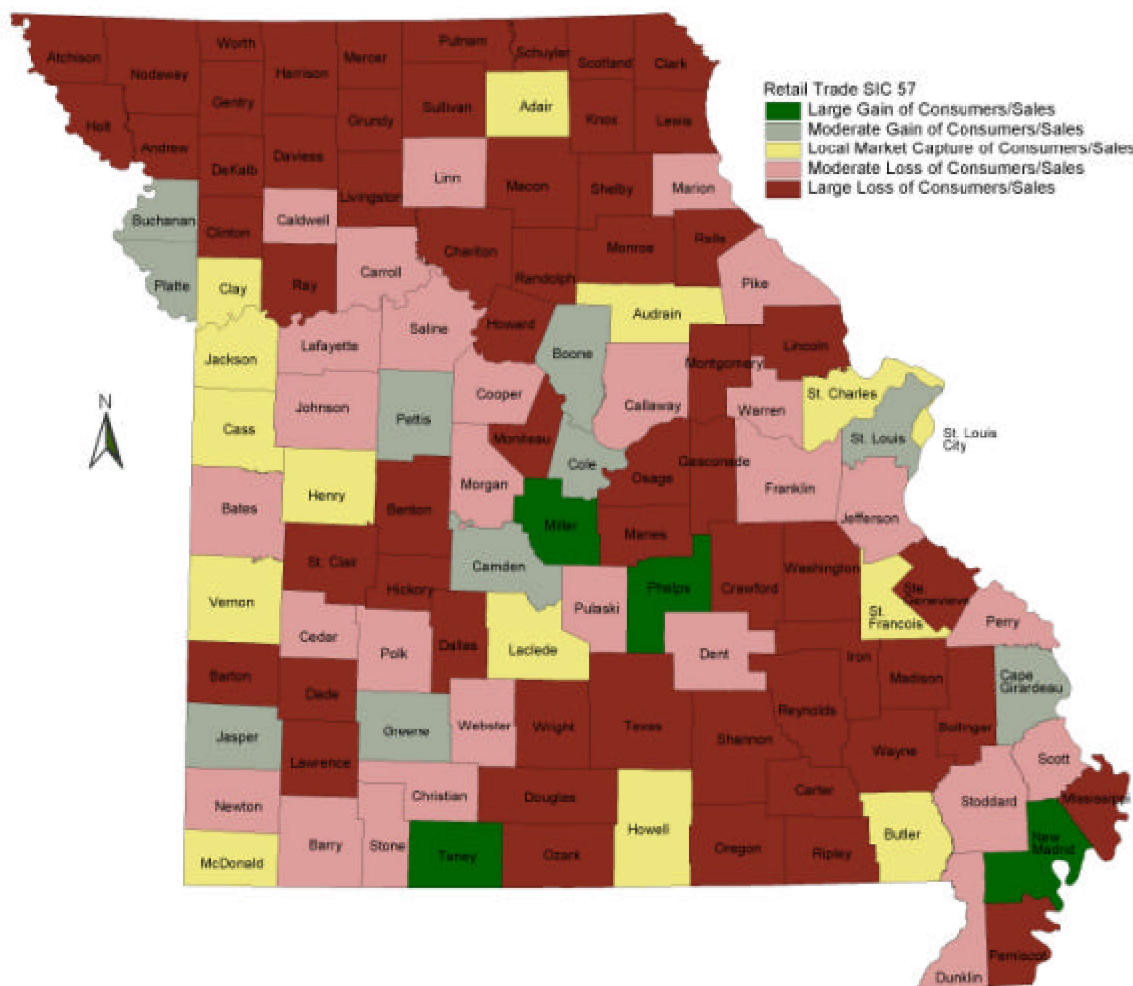 Retail Trade SIC 57
Large Gain of Consumers/Sales
Moderate Gain of Consumers/Sales
Local Market Capture of Consumers/Sales
Moderate Loss of Consumers/Sales
Large Loss of Consumers/Sales
N
Atchison
Nodaway
Worth
Harrison
Mercer
Putnam
Schuyler
Scotland
Clark
Gentry
Sullivan
Adair
Knox
Lewis
Holt
Andrew
DeKalb
Daviess
Grundy
Linn
Macon
Shelby
Marion
Buchanan
Clinton
Caldwell
Livingston
Chariton
Randolph
Monroe
Ralls
Platte
Clay
Ray
Carroll
Saline
Howard
Boone
Audrain
Pike
Jackson
Lafayette
Cooper
Callaway
Montgomery
Lincoln
Cass
Johnson
Pettis
Moniteau
Cole
Warren
St. Charles
St. Louis
St. Louis
City
Bates
Henry
Benton
Morgan
Miller
Osage
Gasconade
Franklin
Jefferson
Vernon
St. Clair
Hickory
Camden
Maries
Phelps
Crawford
Washington
St.
Francois
Ste.
Genevieve
Perry
Cedar
Polk
Dallas
Laclede
Pulaski
Dent
Iron
Madison
Cape
Girardeau
Barton
Dade
Greene
Webster
Wright
Texas
Shannon
Reynolds
Wayne
Bollinger
Jasper
Lawrence
Christian
Douglas
Howell
Carter
Butler
Stoddard
Scott
Mississippi
Newton
McDonald
Barry
Stone
Taney
Ozark
Oregon
Ripley
New
Madrid
Dunklin
Pemiscot